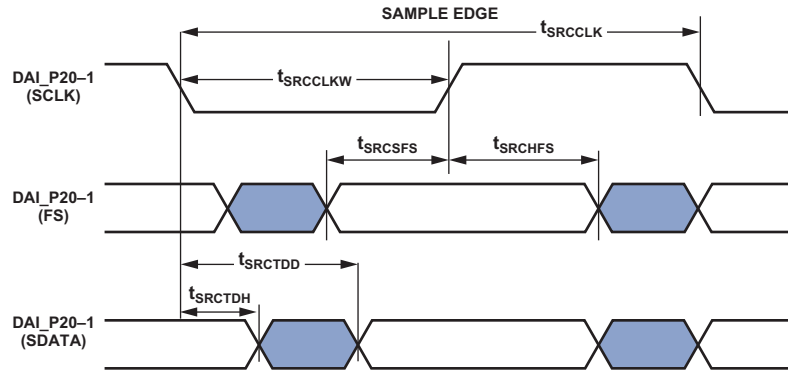 SAMPLE EDGE
tSRCCLK
DAI_P20–1
(SCLK)
tSRCCLKW
tSRCSFS
tSRCHFS
DAI_P20–1
(FS)
tSRCTDD
tSRCTDH
DAI_P20–1
(SDATA)